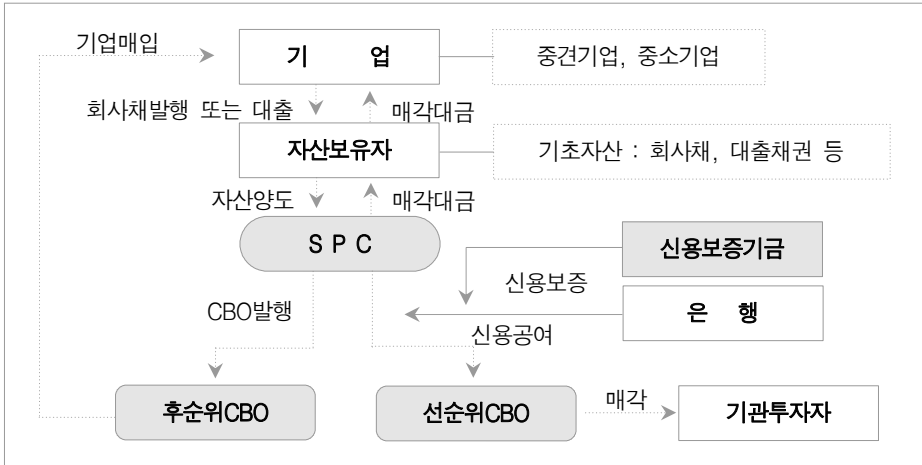 기업매입
기 업
중견기업, 중소기업
회사채발행 또는 대출
매각대금
자산보유자
기초자산 : 회사채, 대출채권 등
자산양도
매각대금
S P C
신용보증기금
신용보증
CBO발행
은 행
신용공여
후순위CBO
선순위CBO
매각
기관투자자